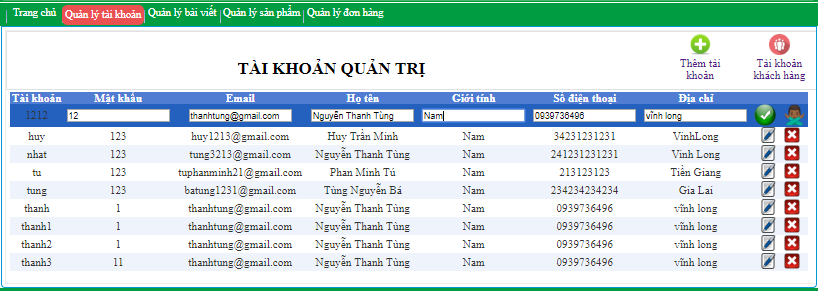 Trang chủ Quản lý tài khoản Quản lý bài viết Quản lý sản phẩm Quản lý đơn hàng
TÀI KHOẢN QUẢN TRỊ
Thêm tài
khoản
Tài khoản
khách hàng
Tài khoản Mật khẩu Email Họ tên Giới tính Số điện thoại Địa chỉ
1212 12 thanhtung@gmail.com Nguyễn Thanh Tùng Nam 0939736496 vĩnh long
huy 123 huy1213@gmail.com Huy Trần Minh Nam 34231231231 VinhLong
nhat 123 tung3213@gmail.com Nguyễn Thanh Tùng Nam 241231231231 Vinh Long
tu 123 tuphanminh21@gmail.com Phan Minh Tú Nam 213123123 Tiền Giang
tung 123 batung1231@gmail.com Tùng Nguyễn Bá Nam 234234234234 Gia Lai
thanh 1 thanhtung@gmail.com Nguyễn Thanh Tùng Nam 0939736496 vĩnh long
thanh1 1 thanhtung@gmail.com Nguyễn Thanh Tùng Nam 0939736496 vĩnh long
thanh2 1 thanhtung@gmail.com Nguyễn Thanh Tùng Nam 0939736496 vĩnh long
thanh3 11 thanhtung@gmail.com Nguyễn Thanh Tùng Nam 0939736496 vĩnh long